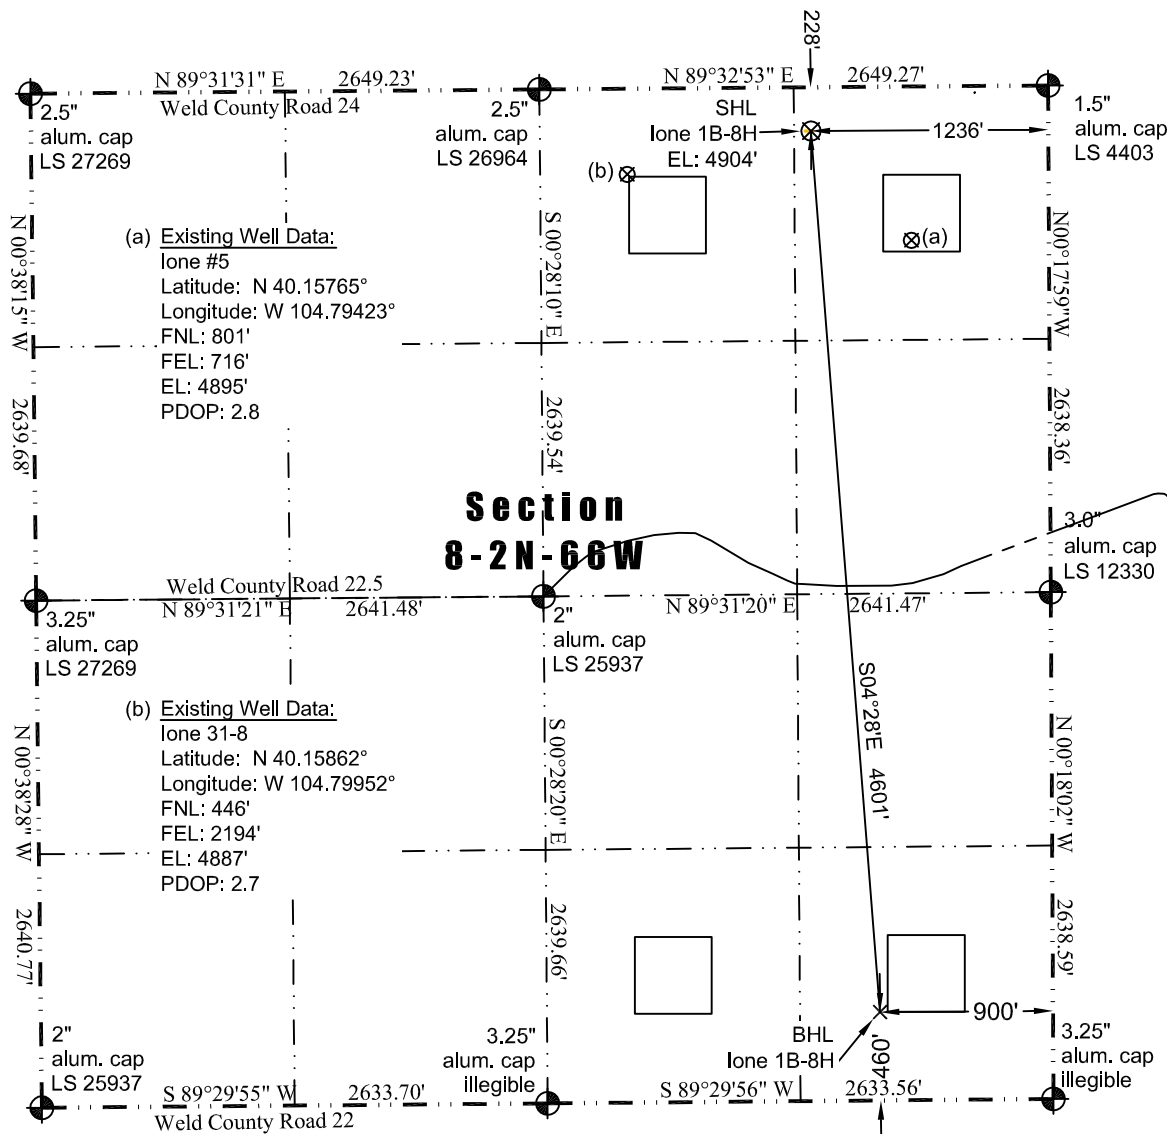 228'
N 89°31'31" E 2649.23'
N 89°32'53" E 2649.27'
Weld County Road 24
2.5"
alum. cap
LS 27269
2.5"
alum. cap
LS 26964
SHL
Ione 1B-8H
EL: 4904'
1236'
1.5"
alum. cap
LS 4403
(b)
(a)
(a) Existing Well Data:
Ione #5
Latitude: N 40.15765°
Longitude: W 104.79423°
FNL: 801'
FEL: 716'
EL: 4895'
PDOP: 2.8
N 00°38'15" W
2639.68'
S 00°28'10" E
2639.54'
N00°17'59"W
2638.36'
Section
8-2N-66W
3.0"
alum. cap
LS 12330
Weld County Road 22.5
N 89°31'21" E 2641.48'
N 89°31'20" E 2641.47'
3.25"
alum. cap
LS 27269
2"
alum. cap
LS 25937
S04°28'E 4601'
(b) Existing Well Data:
Ione 31-8
Latitude: N 40.15862°
Longitude: W 104.79952°
FNL: 446'
FEL: 2194'
EL: 4887'
PDOP: 2.7
N 00°38'28" W
2640.77'
S 00°28'20" E
2639.66'
N 00°18'02" W
2638.59'
900'
BHL
Ione 1B-8H
460'
2"
alum. cap
LS 25937
3.25"
alum. cap
illegible
3.25"
alum. cap
illegible
S 89°29'55" W 2633.70'
S 89°29'56" W 2633.56'
Weld County Road 22